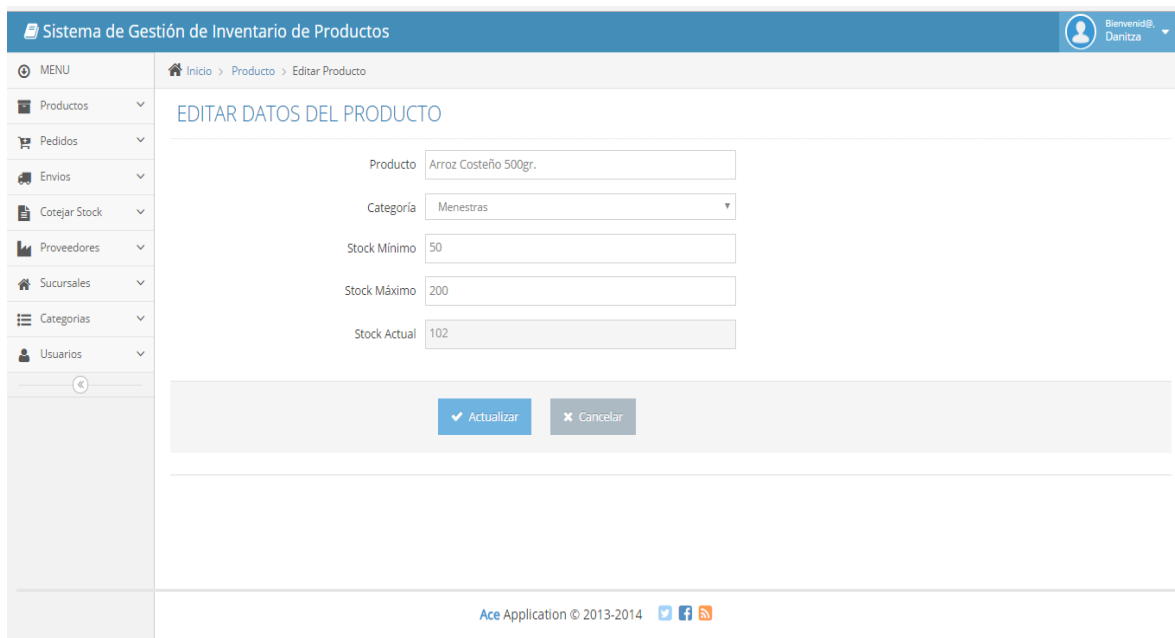 Sistema de Gestión de Inventario de Productos
Bienvenid@,
Danitza
MENU
Inicio > Producto > Editar Producto
Productos
Pedidos
Envios
Cotejar Stock
Proveedores
Sucursales
Categorias
Usuarios
EDITAR DATOS DEL PRODUCTO
Producto Arroz Costeño 500gr.
Categoría Menestras
Stock Mínimo 50
Stock Máximo 200
Stock Actual 102
Actualizar Cancelar
Ace Application © 2013-2014